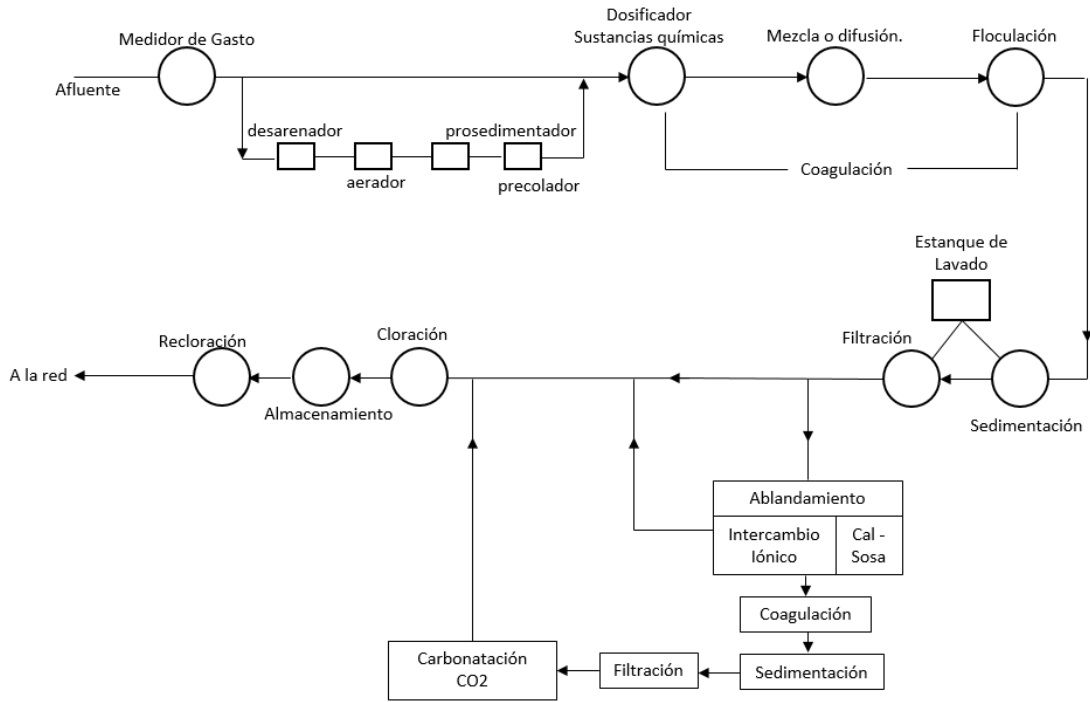 Dosificador
Sustancias químicas
Medidor de Gasto
Mezcla o difusión.
Floculación
Afluente
desarenador
prosedimentador
aerador
precolador
Coagulación
Estanque de
Lavado
Filtración
Cloración
Recloración
A la red
Almacenamiento
Sedimentación
Ablandamiento
Intercambio
Iónico
Cal -
Sosa
Coagulación
Carbonatación
CO2
Filtración
Sedimentación